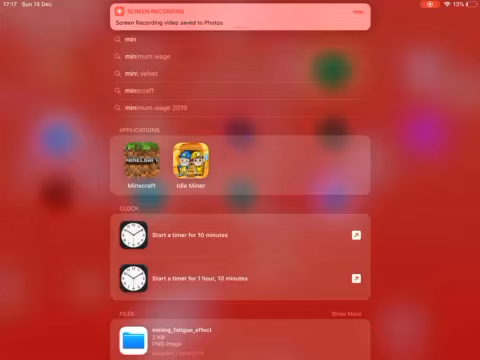 17:17 Sun 15 Dec
13%
SCREEN RECORDING
now
Screen Recording video saved to Photos
min
minimum wage
mint velvet
minecraft
minimum wage 2019
APPLICATIONS
MINECRAFT
Minecraft
Idle Miner
CLOCK
Start a timer for 10 minutes
Start a timer for 1 hour, 10 minutes
FILES
Show More
mining_fatigue_effect
2 KB
PNG image